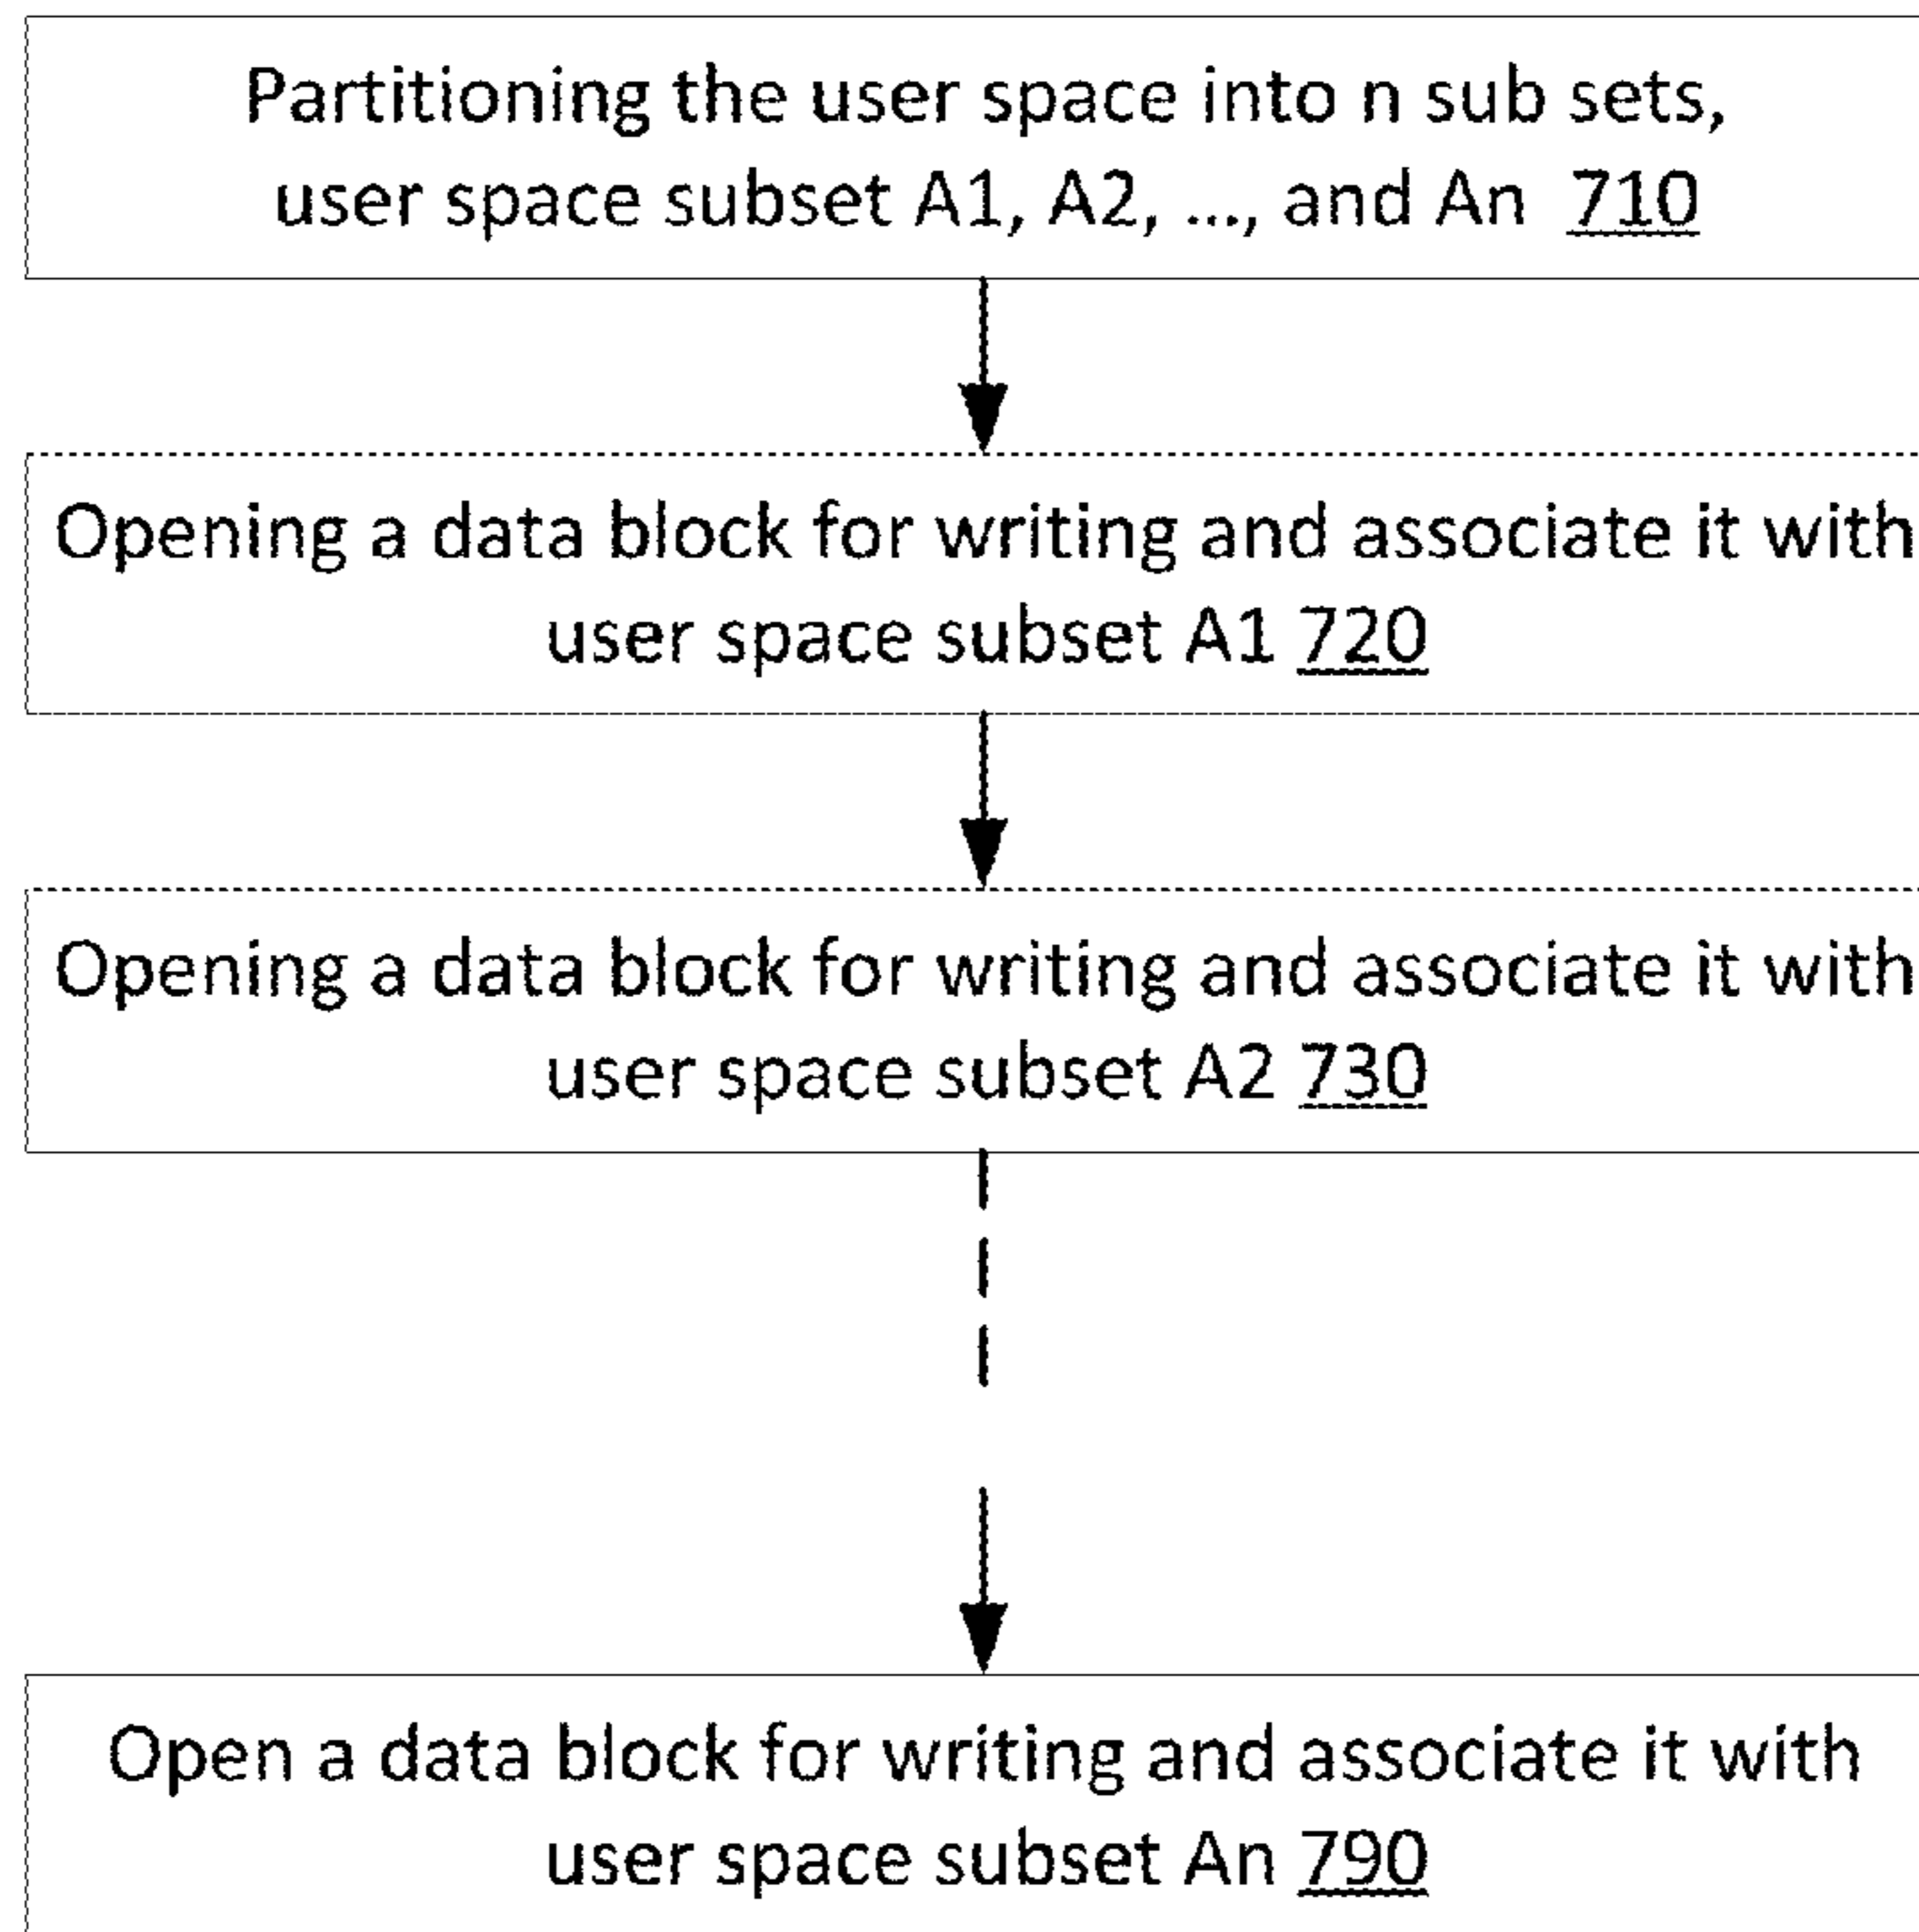 Partitioning the user space into n sub sets,
user space subset A1, A2, ..., and An 710
Opening a data block for writing and associate it with
user space subset A1 720
Opening a data block for writing and associate it with
user space subset A2 730
Open a data block for writing and associate it with
user space subset An 790